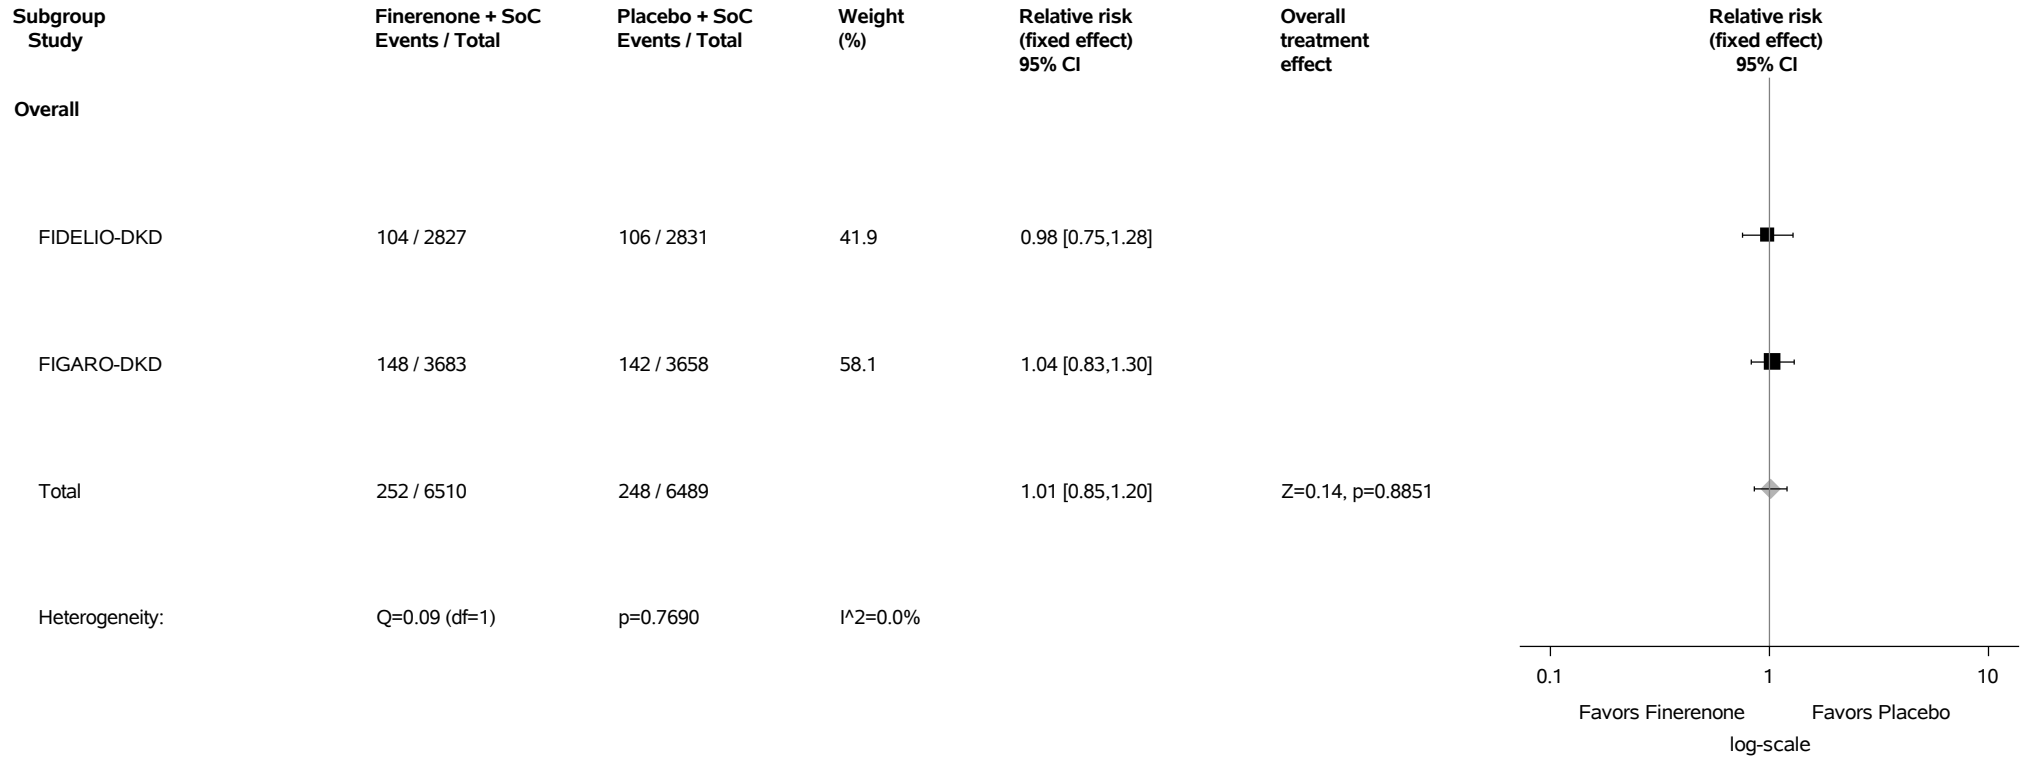 Subgroup Finerenone + SoC Placebo + SoC Weight Relative risk Overall Relative risk
Study Events / Total Events / Total (%) (fixed effect) treatment (fixed effect)
95% CI effect 95% CI
Overall
FIDELIO-DKD 104 / 2827 106 / 2831 41.9 0.98 [0.75,1.28]
FIGARO-DKD 148 / 3683 142 / 3658 58.1 1.04 [0.83,1.30]
Total 252 / 6510 248 / 6489 1.01 [0.85,1.20] Z=0.14, p=0.8851
Heterogeneity: Q=0.09 (df=1) p=0.7690 I^2=0.0%
0.1 1 10
Favors Finerenone Favors Placebo
log-scale